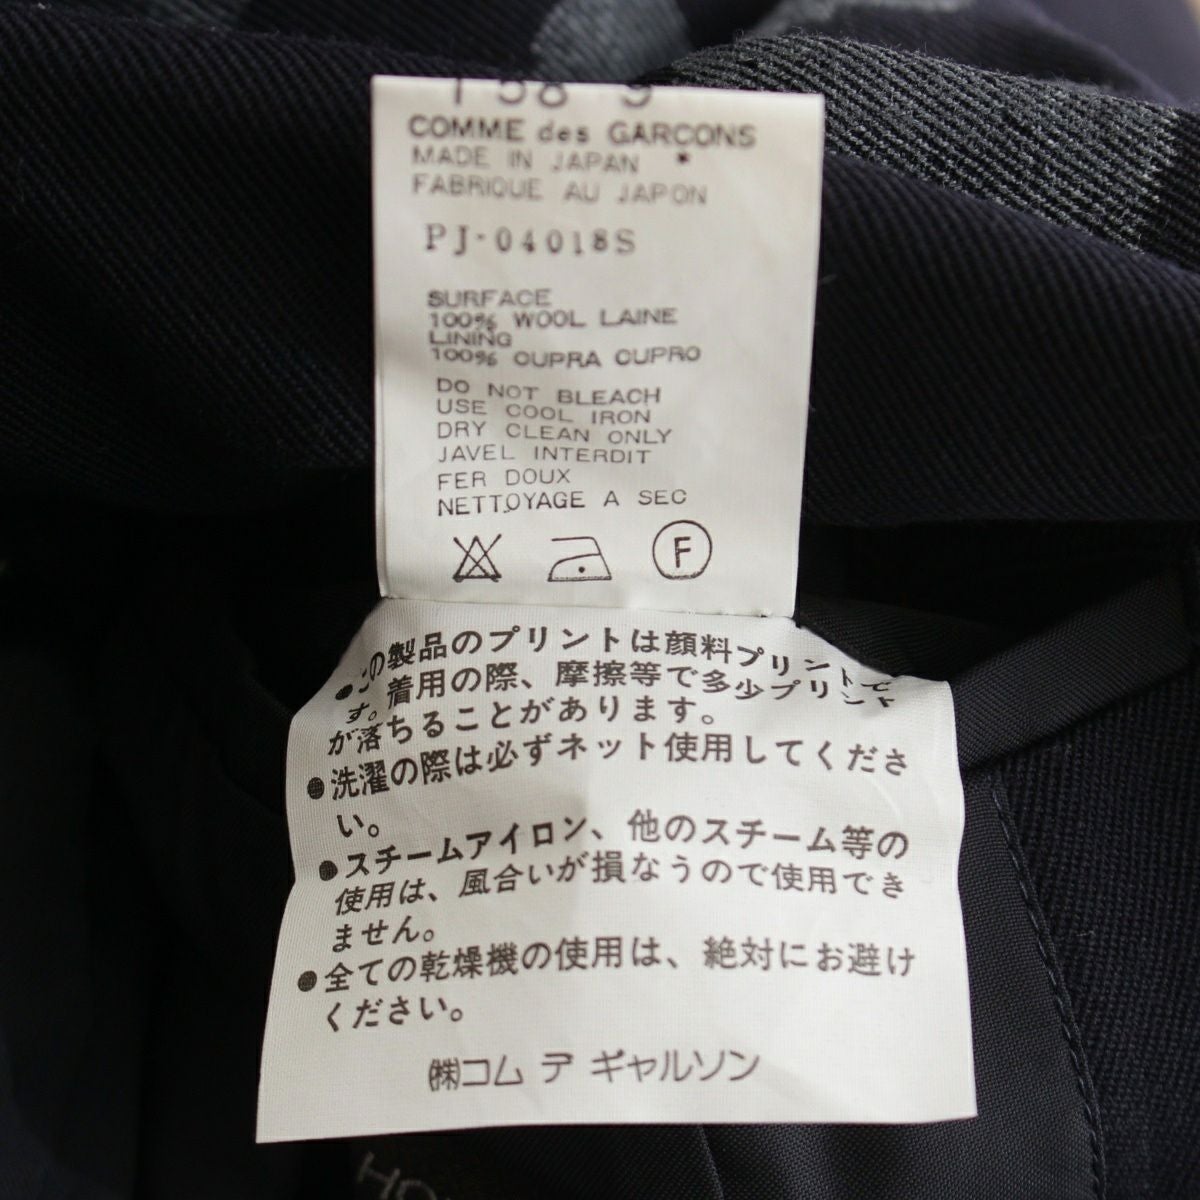 COMME des GARCONS
MADE IN JAPAN
FABRIQUE AU JAPON
PJ-04018S
SURFACE
100% WOOL LAINE
LINING
100% CUPRA CUPRO
DO NOT BLEACH
USE COOL IRON
DRY CLEAN ONLY
JAVEL INTERDIT
FER DOUX
NETTOYAGE A SEC
F
●この製品のプリントは顔料プリントで
す。着用の際、摩擦等で多少プリント
が落ちることがあります。
●洗濯の際は必ずネット使用してくださ
い。
●スチームアイロン、他のスチーム等の
使用は、風合いが損なうので使用でき
ません。
●全ての乾燥機の使用は、絶対にお避け
ください。
㈱コム デ ギャルソン